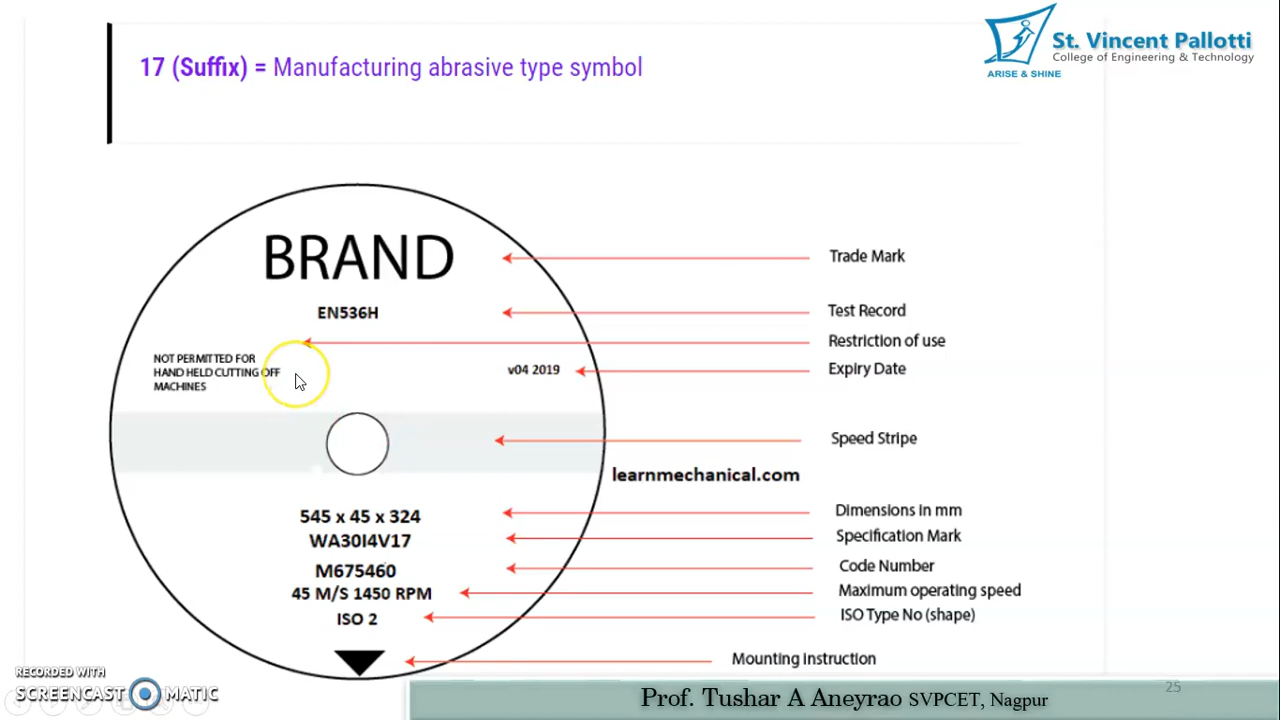 17 (Suffix) = Manufacturing abrasive type symbol
St. Vincent Pallotti
College of Engineering & Technology
ARISE & SHINE
BRAND
Trade Mark
EN536H
Test Record
Restriction of use
NOT PERMITTED FOR
HAND HELD CUTTING OFF
MACHINES
v04 2019
Expiry Date
Speed Stripe
learnmechanical.com
545 x 45 x 324
Dimensions in mm
WA30I4V17
Specification Mark
M675460
Code Number
45 M/S 1450 RPM
Maximum operating speed
ISO 2
ISO Type No (shape)
Mounting Instruction
RECORDED WITH
SCREENCAST MATIC
Prof. Tushar A Aneyrao SVPCET, Nagpur
25